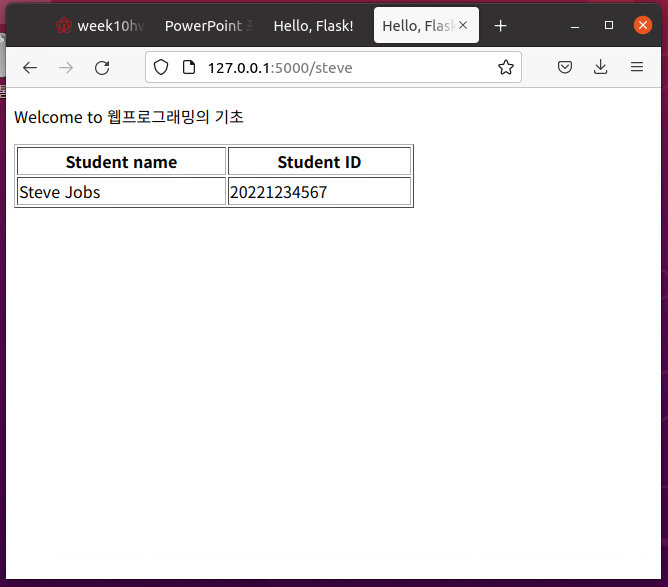 week10hw
PowerPoint
Hello, Flask!
Hello, Flask
127.0.0.1:5000/steve
Welcome to 웹프로그래밍의 기초
Student name Student ID
Steve Jobs 20221234567